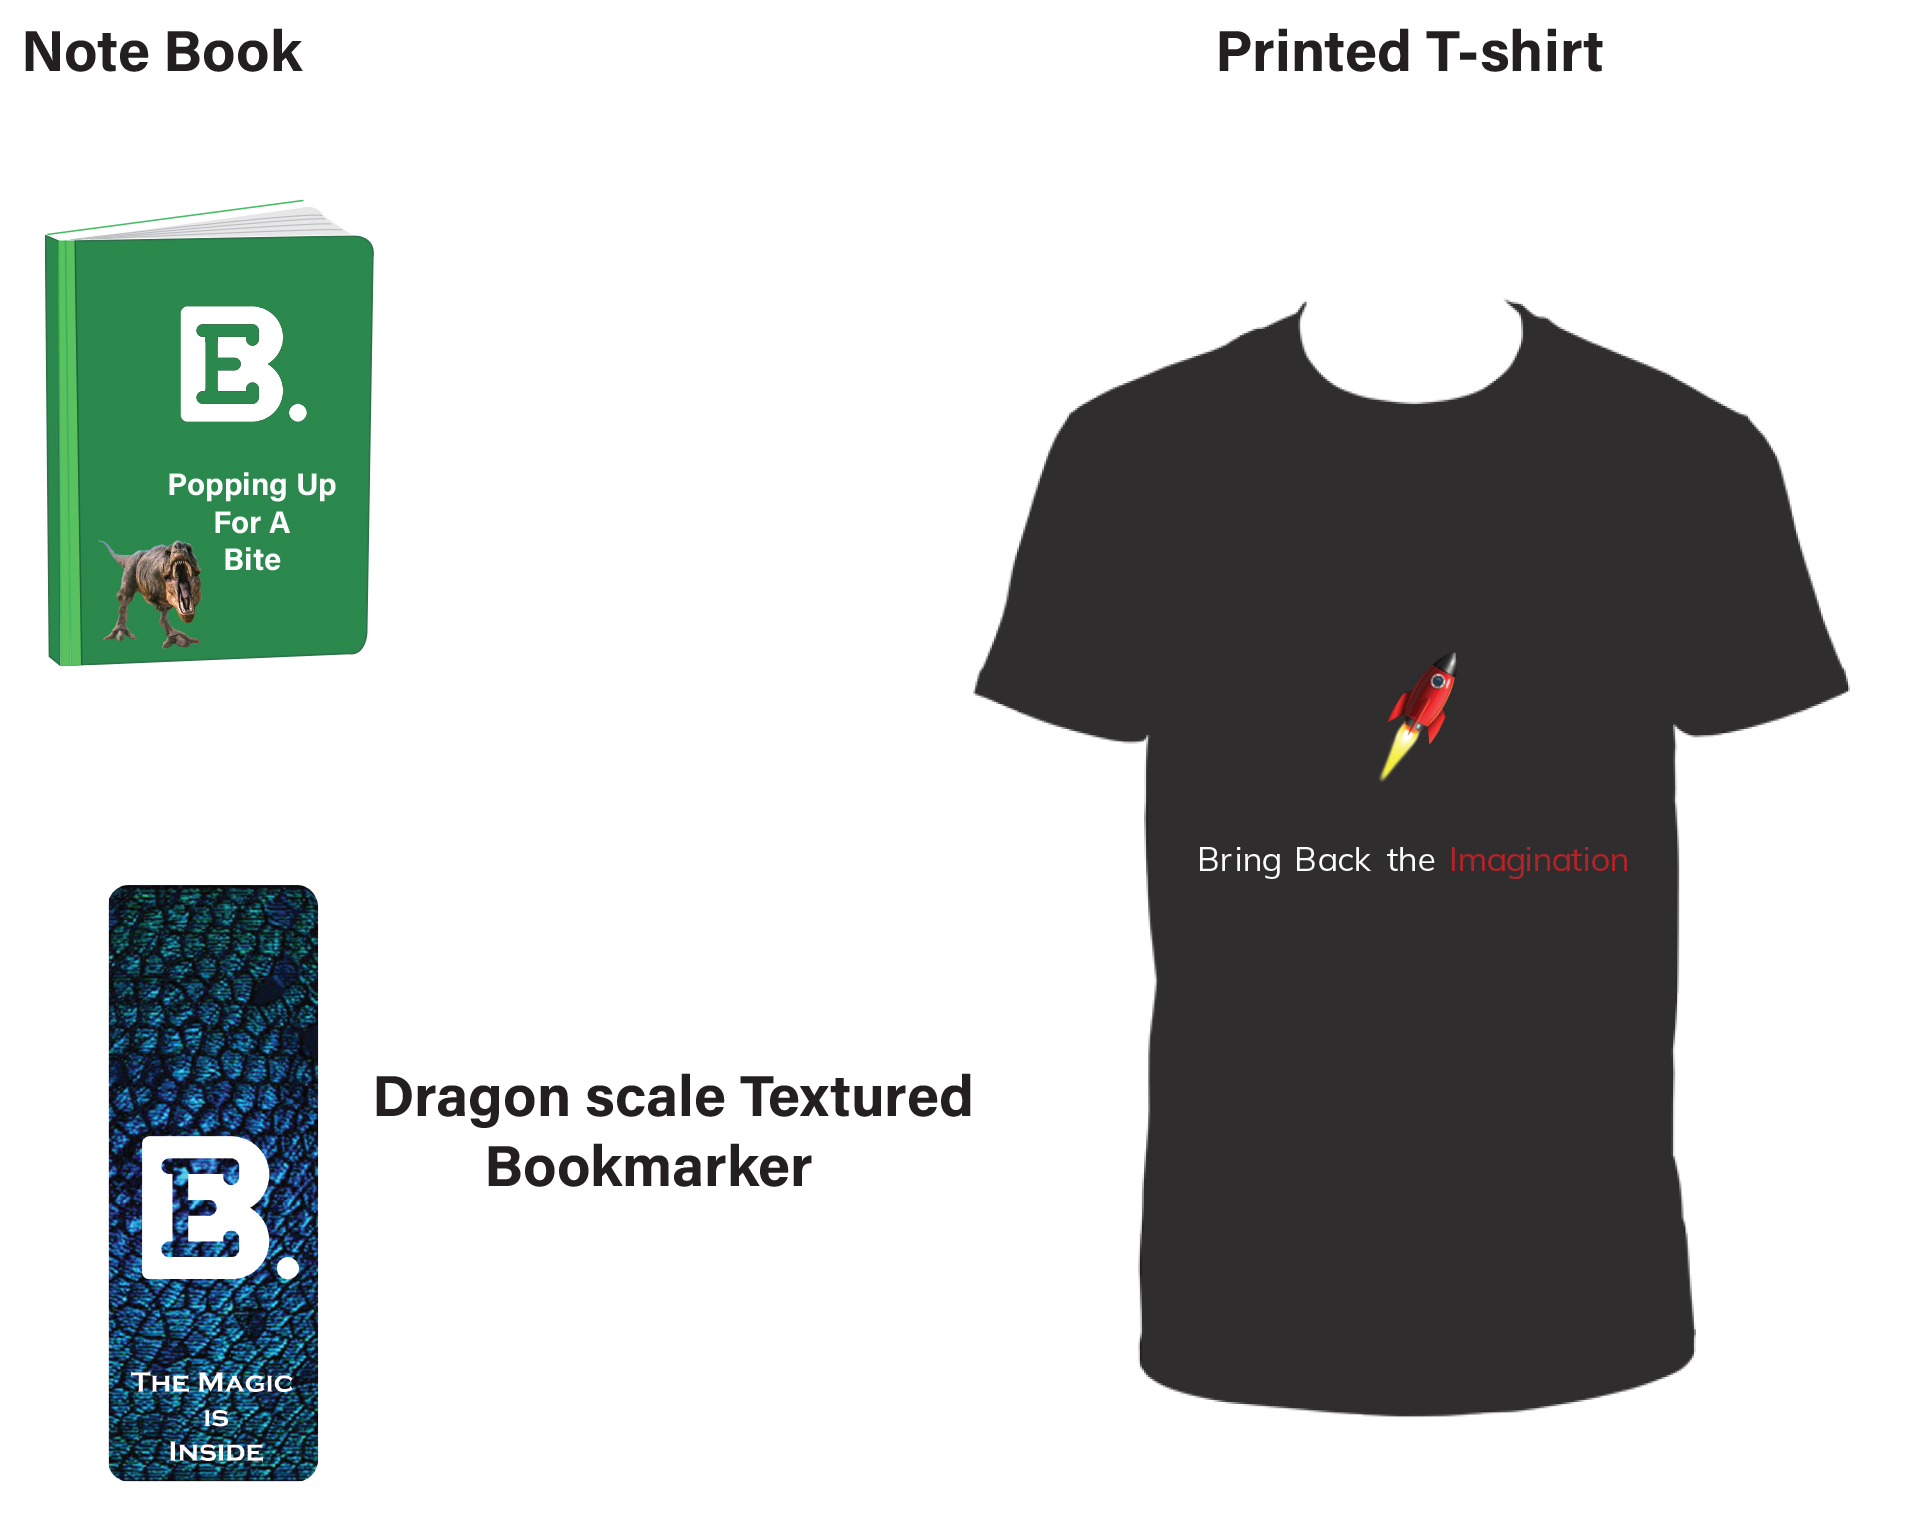 Note Book
Printed T-shirt
B.
Popping Up
For A
Bite
Bring Back the Imagination
Dragon scale Textured
Bookmarker
B.
The Magic
is
Inside